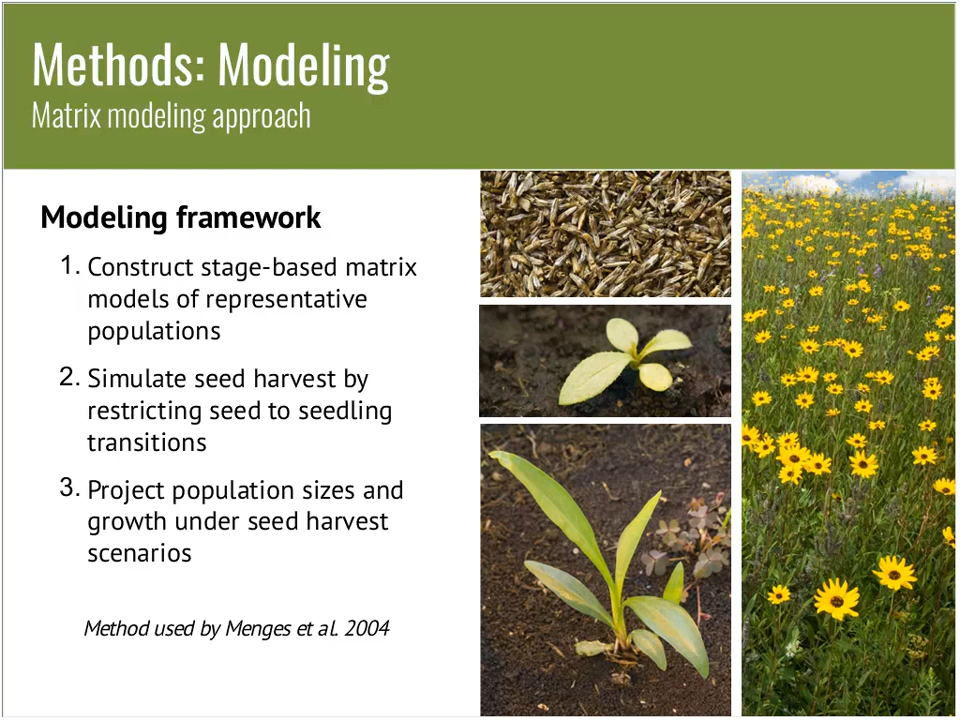 Methods: Modeling
Matrix modeling approach
Modeling framework
1. Construct stage-based matrix
models of representative
populations
2. Simulate seed harvest by
restricting seed to seedling
transitions
3. Project population sizes and
growth under seed harvest
scenarios
Method used by Menges et al. 2004